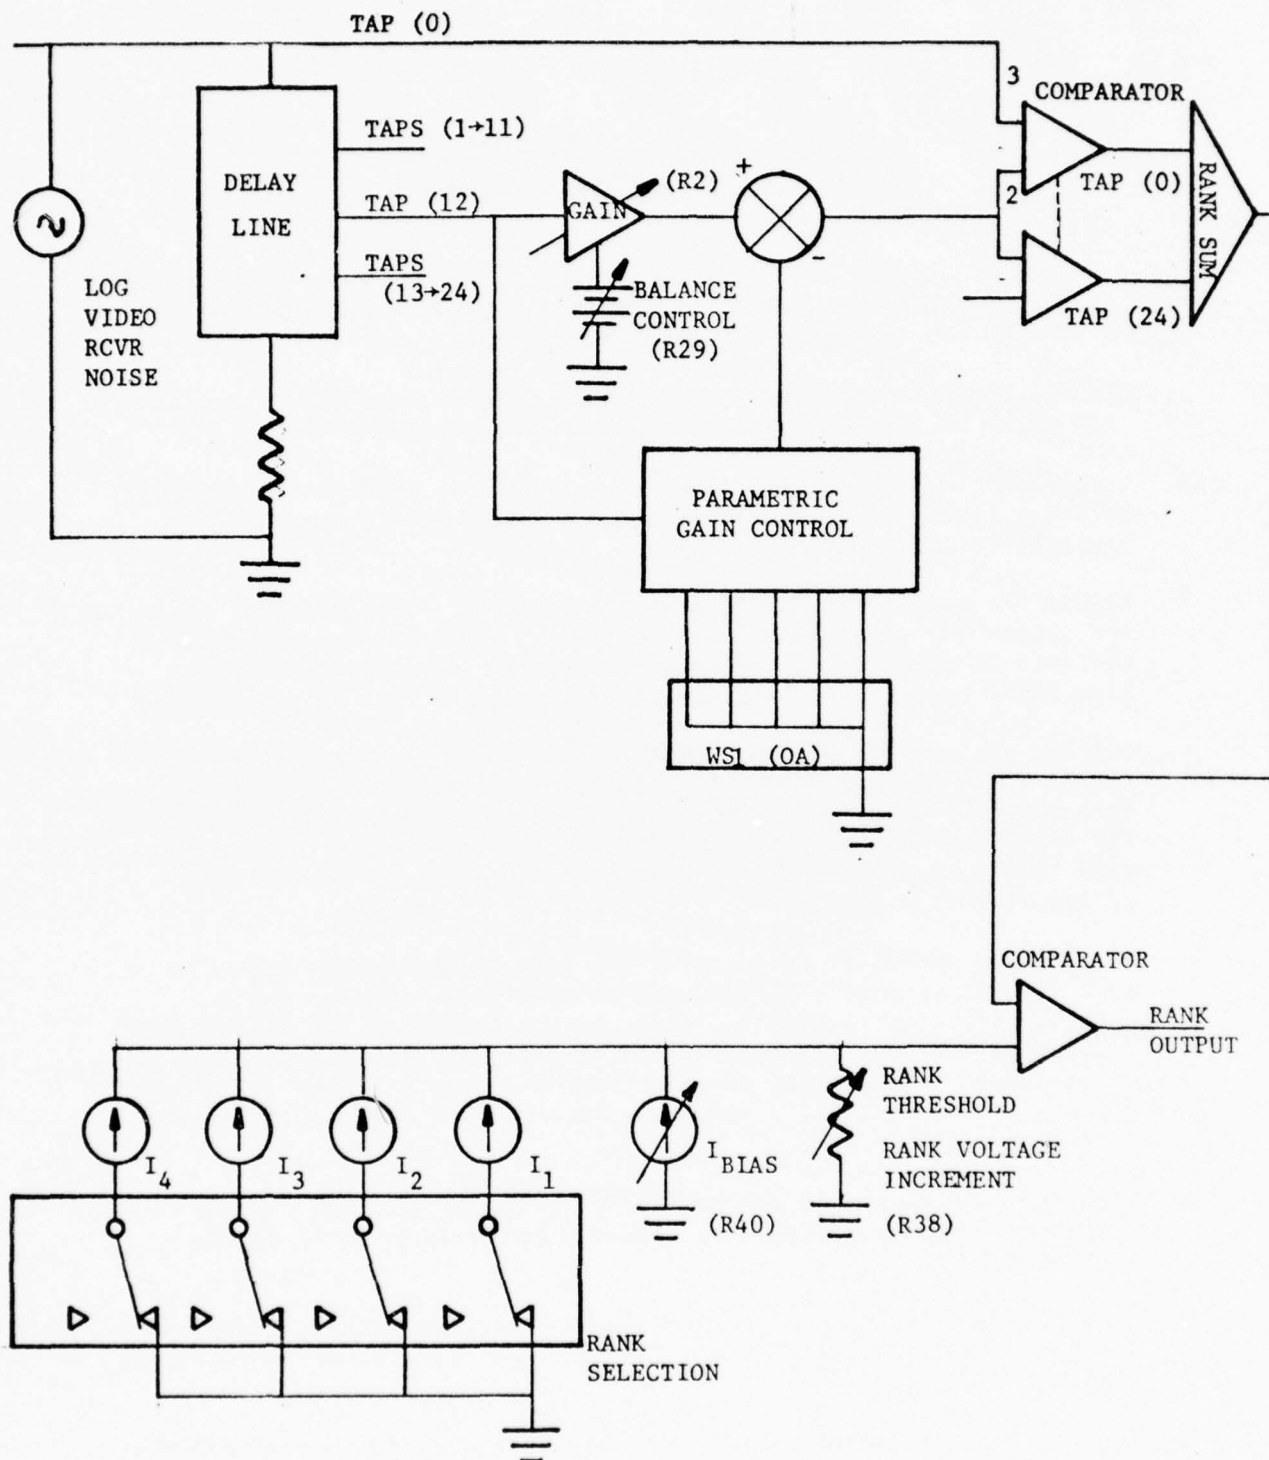 TAP (0)
3
COMPARATOR
TAPS (1→11)
DELAY
LINE
TAP (12)
GAIN
(R2)
+
-
2
TAP (0)
RANK SUM
TAPS
(13→24)
TAP (24)
LOG
VIDEO
RCVR
NOISE
BALANCE
CONTROL
(R29)
PARAMETRIC
GAIN CONTROL
WS1 (OA)
COMPARATOR
RANK
OUTPUT
RANK
THRESHOLD
RANK VOLTAGE
INCREMENT
(R38)
I4
I3
I2
I1
IBIAS
(R40)
RANK
SELECTION